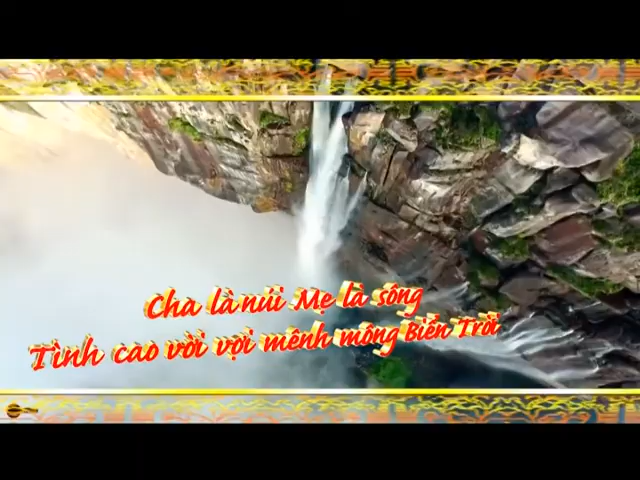 Cha là núi Mẹ là sông
Tình cao vời vợi mênh mông Biển Trời